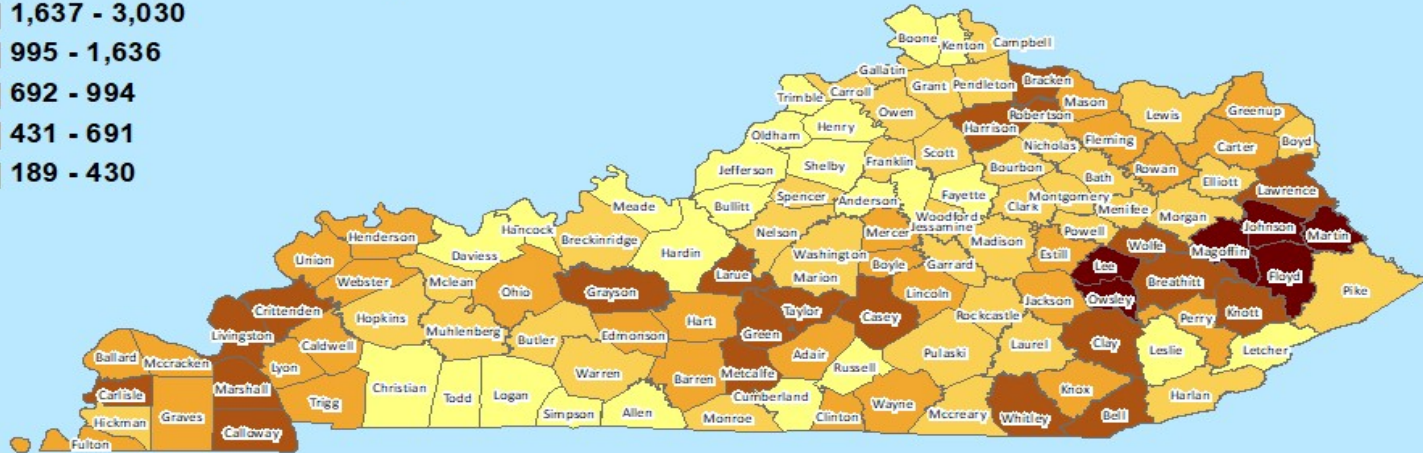 1,637 - 3,030
995 - 1,636
692 - 994
431 - 691
189 - 430
Boone
Kenton
Campbell
Gallatin
Grant
Pendleton
Bracken
Trimble
Carroll
Owen
Mason
Robertson
Lewis
Greenup
Oldham
Henry
Harrison
Fleming
Nicholas
Carter
Boyd
Jefferson
Shelby
Franklin
Scott
Bourbon
Rowan
Bath
Elliott
Lawrence
Bullitt
Spencer
Anderson
Fayette
Woodford
Jessamine
Clark
Montgomery
Menifee
Morgan
Johnson
Martin
Meade
Hancock
Breckinridge
Hardin
Nelson
Washington
Mercer
Madison
Powell
Wolfe
Magoffin
Floyd
Henderson
Union
Daviess
Webster
Mclean
Ohio
Grayson
Larue
Marion
Boyle
Garrard
Estill
Lee
Owsley
Breathitt
Knott
Pike
Crittenden
Livingston
Hopkins
Muhlenberg
Butler
Edmonson
Hart
Green
Taylor
Casey
Lincoln
Rockcastle
Jackson
Perry
Ballard
Mccracken
Lyon
Caldwell
Warren
Barren
Metcalfe
Adair
Russell
Pulaski
Laurel
Clay
Leslie
Letcher
Carlisle
Marshall
Graves
Trigg
Christian
Todd
Logan
Simpson
Allen
Monroe
Cumberland
Clinton
Wayne
Mccreary
Whitley
Knox
Bell
Harlan
Hickman
Fulton
Calloway